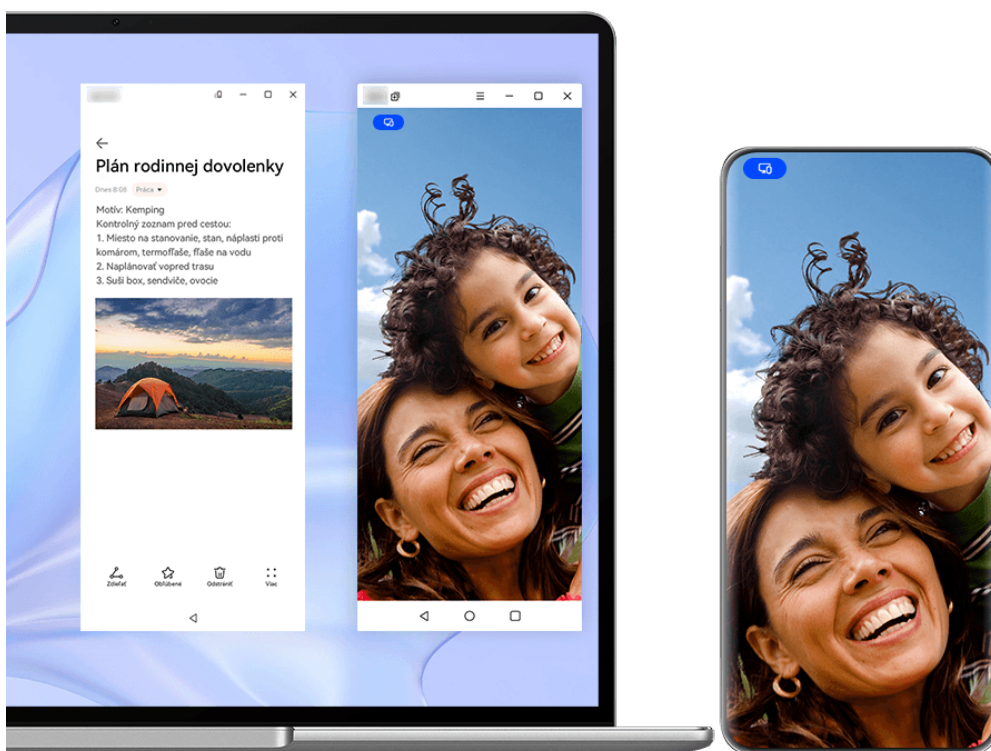 Plán rodinnej dovolenky
Dnes 8:08 Práca
Motív: Kemping
Kontrolný zoznam pred cestou:
1. Miesto na stanovanie, stan, náplasti proti
komárom, termofľaše, fľaše na vodu
2. Naplánovať vopred trasu
3. Suši box, sendviče, ovocie
Zdieľať Obľúbené Odstrániť Viac